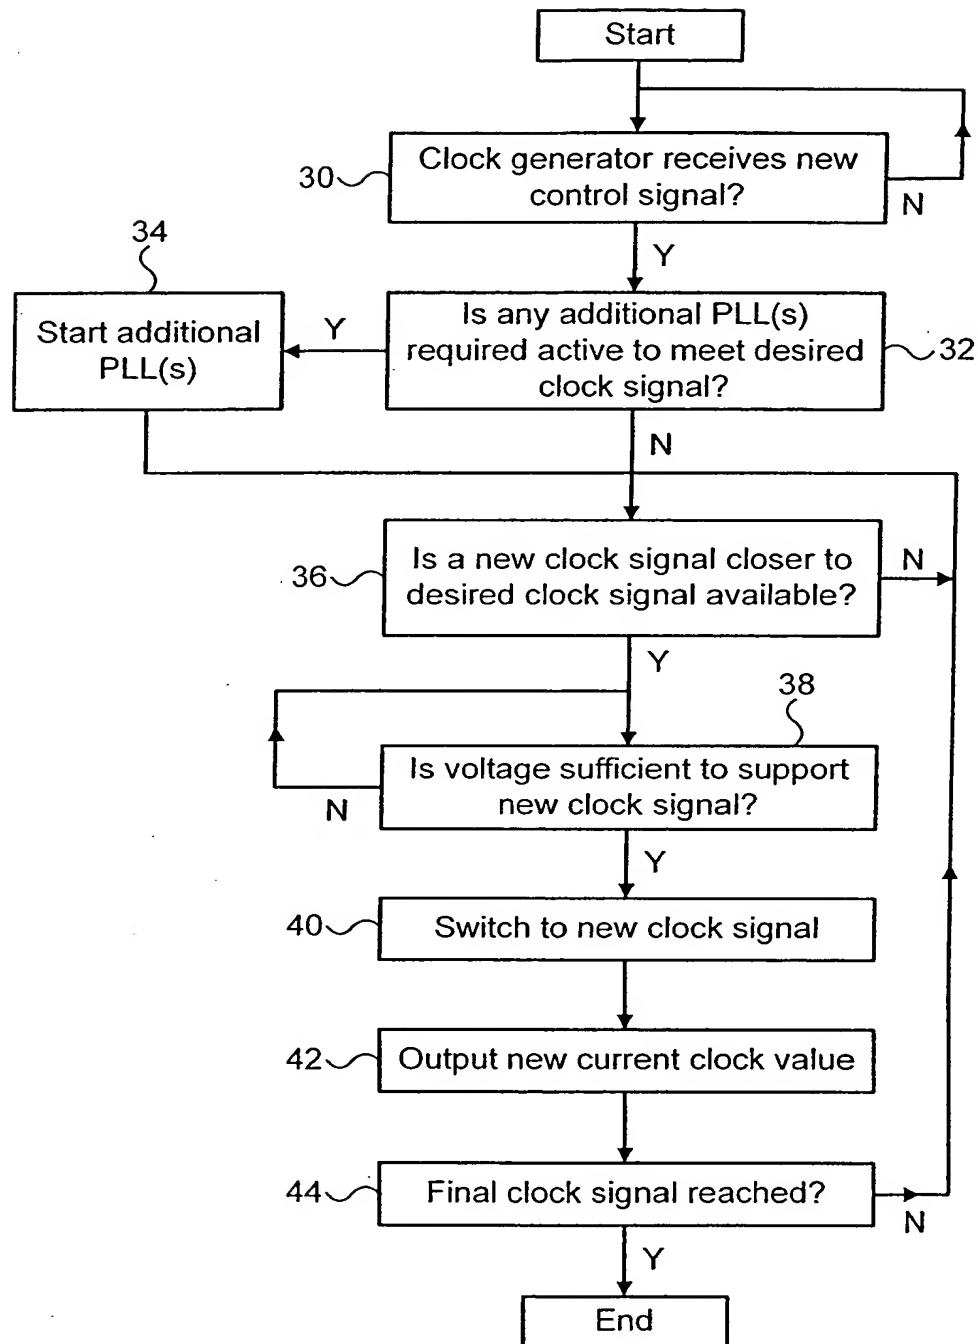 Start
Clock generator receives new
control signal?
30
N
Y
34
Start additional
PLL(s)
Y
Is any additional PLL(s)
required active to meet desired
clock signal?
32
N
Is a new clock signal closer to
desired clock signal available?
36
N
Y
38
Is voltage sufficient to support
new clock signal?
N
Y
40
Switch to new clock signal
42
Output new current clock value
44
Final clock signal reached?
N
Y
End